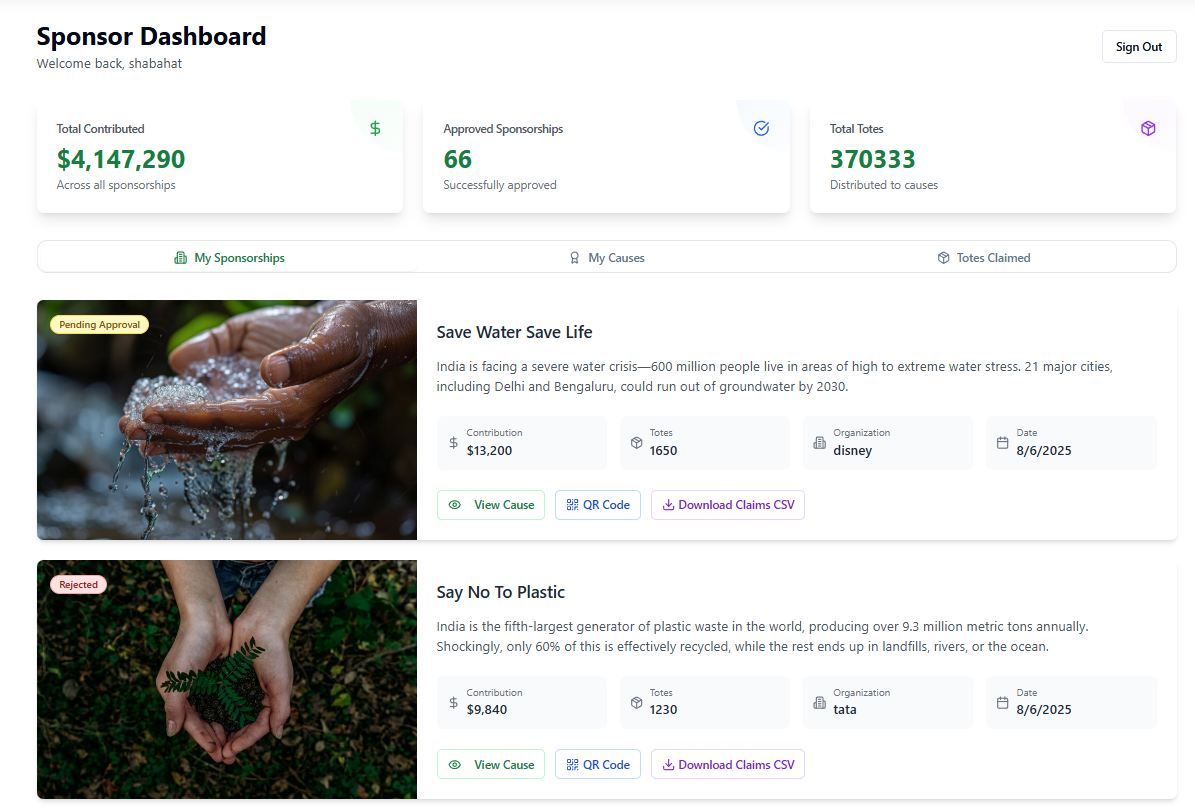 Sponsor Dashboard
Welcome back, shabahat
Sign Out
Total Contributed
$4,147,290
Across all sponsorships
Approved Sponsorships
66
Successfully approved
Total Totes
370333
Distributed to causes
My Sponsorships
My Causes
Totes Claimed
Pending Approval
Save Water Save Life
India is facing a severe water crisis—600 million people live in areas of high to extreme water stress. 21 major cities,
including Delhi and Bengaluru, could run out of groundwater by 2030.
Contribution
$13,200
Totes
1650
Organization
disney
Date
8/6/2025
View Cause
QR Code
Download Claims CSV
Rejected
Say No To Plastic
India is the fifth-largest generator of plastic waste in the world, producing over 9.3 million metric tons annually.
Shockingly, only 60% of this is effectively recycled, while the rest ends up in landfills, rivers, or the ocean.
Contribution
$9,840
Totes
1230
Organization
tata
Date
8/6/2025
View Cause
QR Code
Download Claims CSV